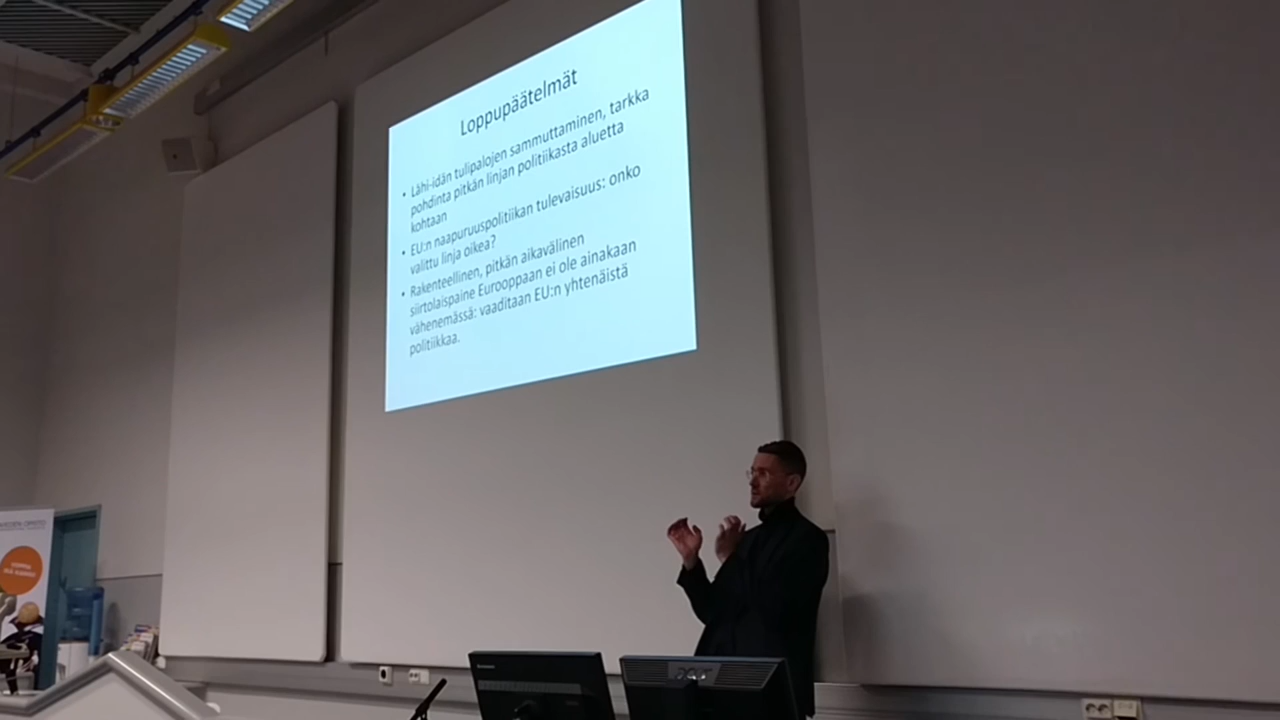 Loppupäätelmät
• Lähi-idän tulipalojen sammuttaminen, tarkka
pohdinta pitkän linjan politiikasta aluetta
kohtaan
• EU:n naapuruuspolitiikan tulevaisuus: onko
valittu linja oikea?
• Rakenteellinen, pitkän aikavälinen
siirtolaispaine Eurooppaan ei ole ainakaan
vähenemässä: vaaditaan EU:n yhtenäistä
politiikkaa.
acer